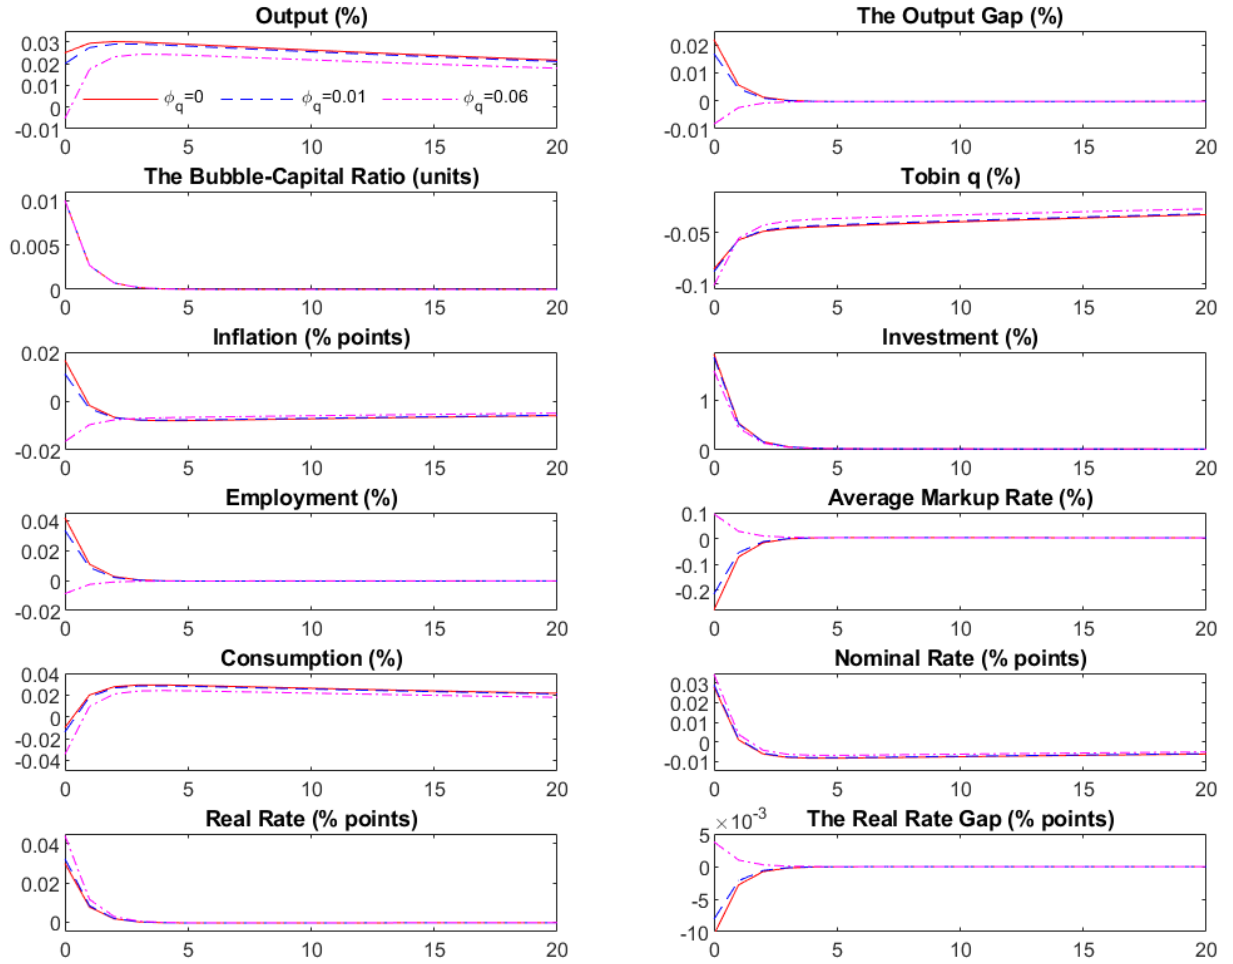 Output (%)
0.03
0.02
0.01
0
-0.01
ϕq=0
ϕq=0.01
ϕq=0.06
0 5 10 15 20
The Output Gap (%)
0.02
0.01
0
-0.01
0 5 10 15 20
The Bubble-Capital Ratio (units)
0.01
0.005
0
0 5 10 15 20
Tobin q (%)
-0.05
-0.1
0 5 10 15 20
Inflation (% points)
0.02
0
-0.02
0 5 10 15 20
Investment (%)
1
0
0 5 10 15 20
Employment (%)
0.04
0.02
0
-0.02
0 5 10 15 20
Average Markup Rate (%)
0.1
0
-0.1
-0.2
0 5 10 15 20
Consumption (%)
0.04
0.02
0
-0.02
-0.04
0 5 10 15 20
Nominal Rate (% points)
0.03
0.02
0.01
0
-0.01
0 5 10 15 20
Real Rate (% points)
0.04
0.02
0
0 5 10 15 20
The Real Rate Gap (% points)
×10-3
5
0
-5
-10
0 5 10 15 20